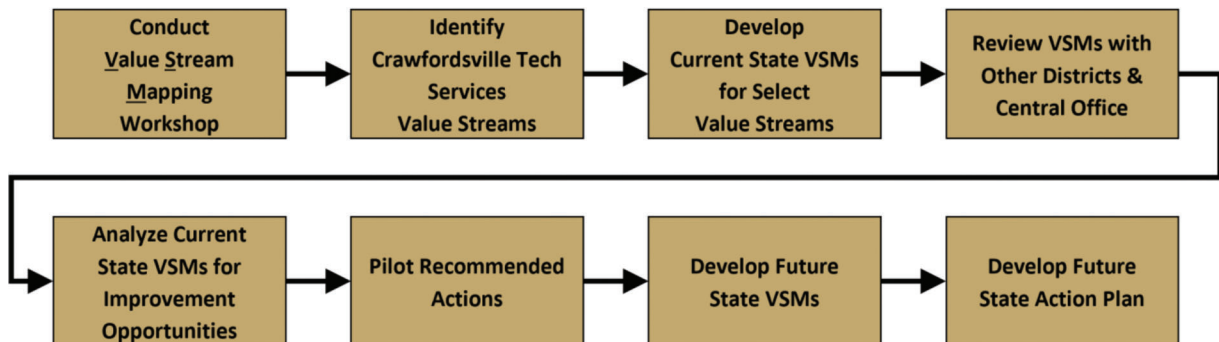 Conduct
Value Stream
Mapping
Workshop
Identify
Crawfordsville Tech
Services
Value Streams
Develop
Current State VSMs
for Select
Value Streams
Review VSMs with
Other Districts &
Central Office
Analyze Current
State VSMs for
Improvement
Opportunities
Pilot Recommended
Actions
Develop Future
State VSMs
Develop Future
State Action Plan